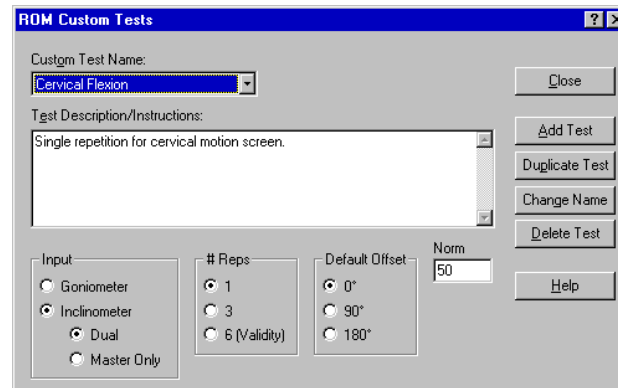 ROM Custom Tests
Custom Test Name:
Cervical Flexion
Close
Test Description/Instructions:
Single repetition for cervical motion screen.
Add Test
Duplicate Test
Change Name
Delete Test
Input
Goniometer
Inclinometer
Dual
Master Only
# Reps
1
3
6 (Validity)
Default Offset
0°
90°
180°
Norm
50
Help